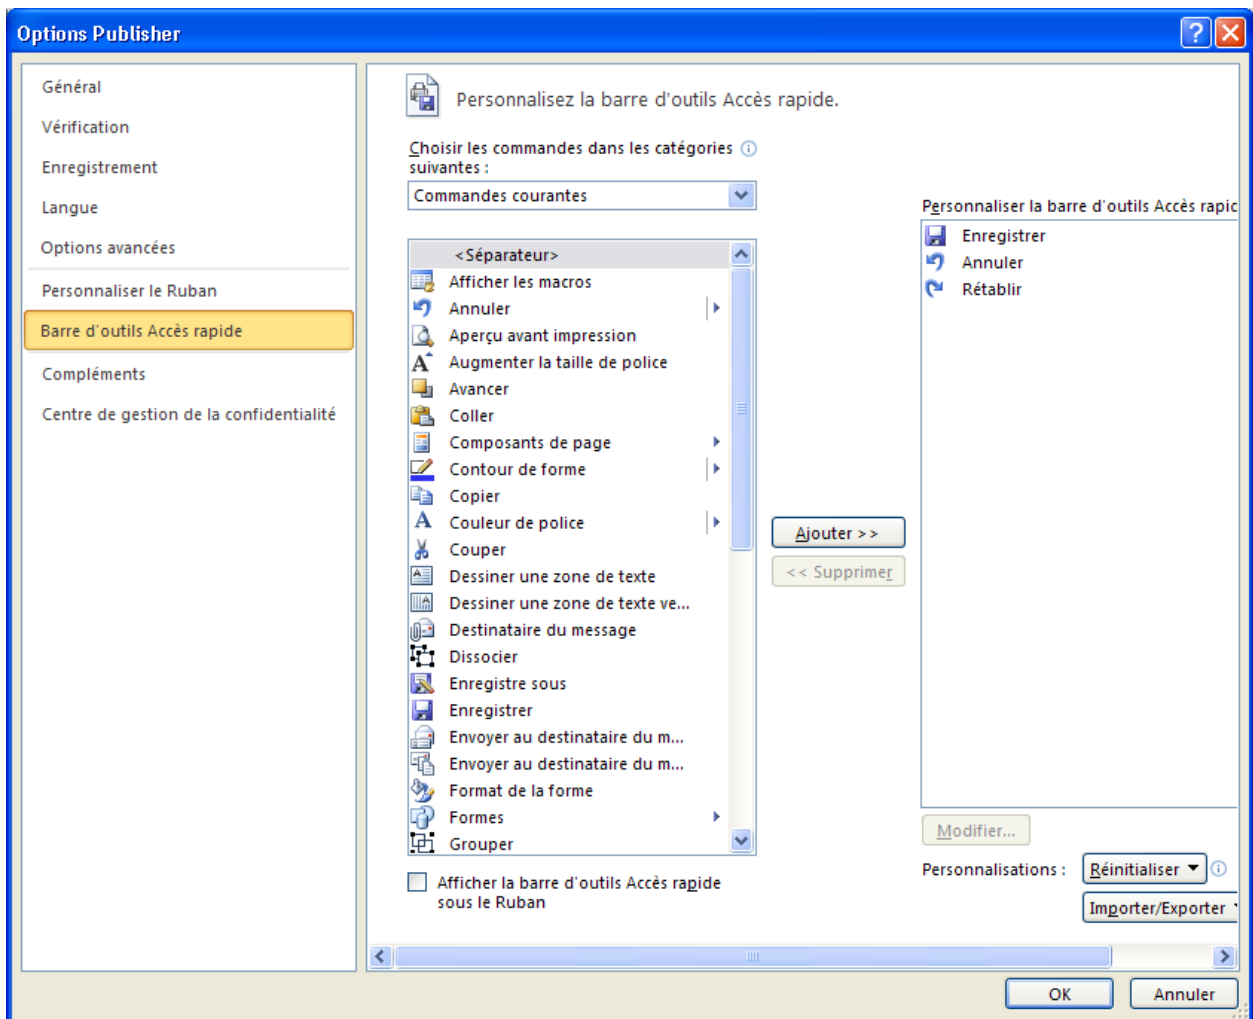 Options Publisher
Général
Vérification
Enregistrement
Langue
Options avancées
Personnaliser le Ruban
Barre d'outils Accès rapide
Compléments
Centre de gestion de la confidentialité
Personnalisez la barre d'outils Accès rapide.
Choisir les commandes dans les catégories
suivantes :
Commandes courantes
<Séparateur>
Afficher les macros
Annuler
Aperçu avant impression
Augmenter la taille de police
Avancer
Coller
Composants de page
Contour de forme
Copier
Couleur de police
Couper
Dessiner une zone de texte
Dessiner une zone de texte ve...
Destinataire du message
Dissocier
Enregistre sous
Enregistrer
Envoyer au destinataire du m...
Envoyer au destinataire du m...
Format de la forme
Formes
Grouper
Afficher la barre d'outils Accès rapide
sous le Ruban
Ajouter >>
<< Supprimer
Personnaliser la barre d'outils Accès rapic
Enregistrer
Annuler
Rétablir
Modifier...
Personnalisations :
Réinitialiser
Importer/Exporter
OK
Annuler